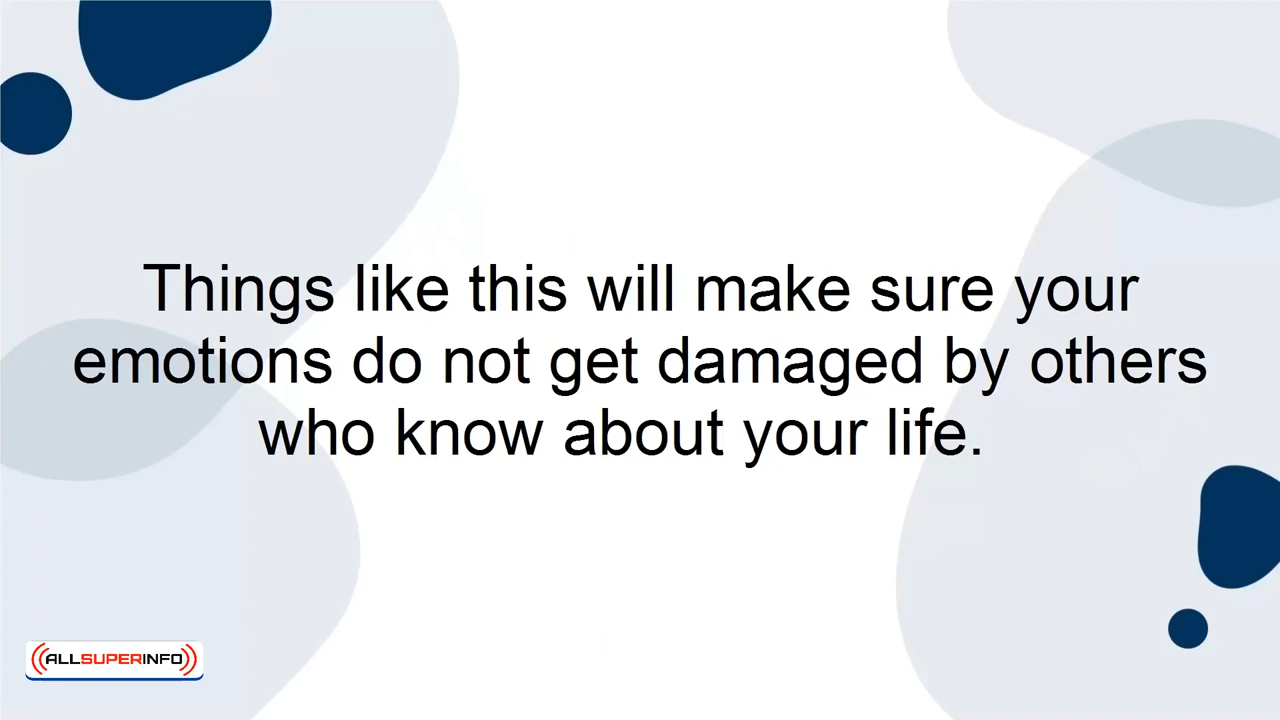 Things like this will make sure your
emotions do not get damaged by others
who know about your life.
ALLSUPERINFO